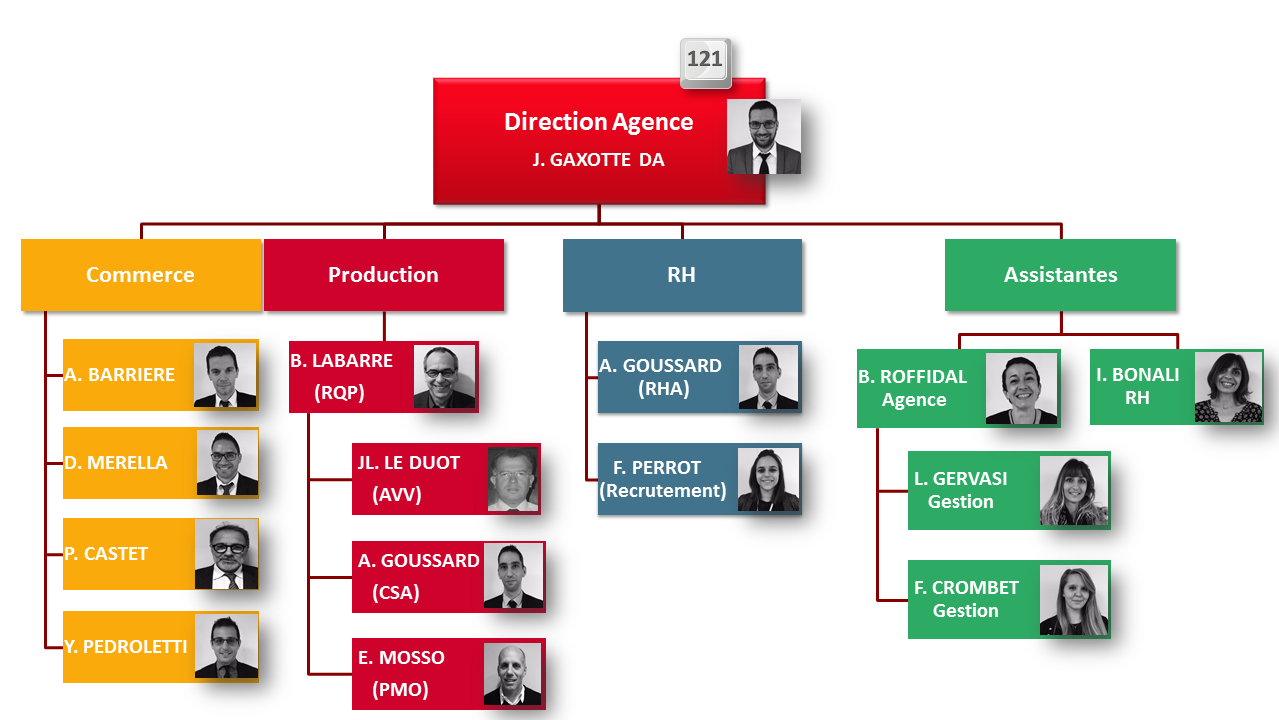 121
Direction Agence
J. GAXOTTE DA
Commerce
Production
RH
Assistantes
A. BARRIERE
D. MERELLA
P. CASTET
Y. PEDROLETTI
B. LABARRE
(RQP)
JL. LE DUOT
(AVV)
A. GOUSSARD
(CSA)
E. MOSSO
(PMO)
A. GOUSSARD
(RHA)
F. PERROT
(Recrutement)
B. ROFFIDAL
Agence
I. BONALI
RH
L. GERVASI
Gestion
F. CROMBET
Gestion